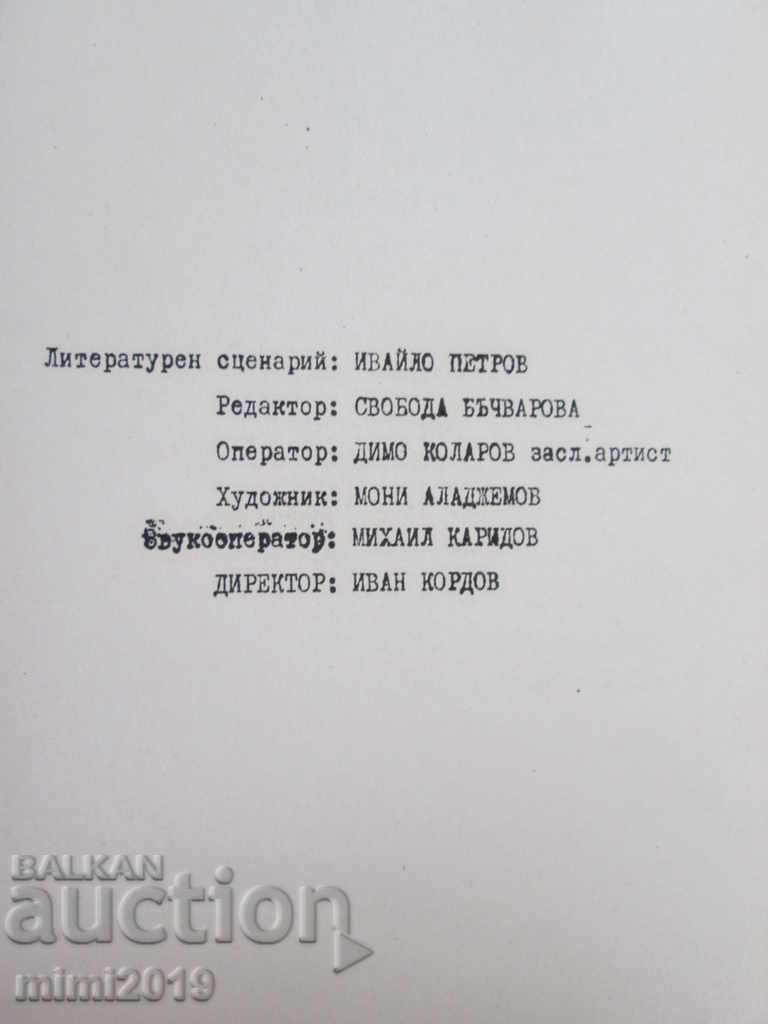 Литературен сценарий: ИВАЙЛО ПЕТРОВ
Редактор: СВОБОДА БЪЧВАРОВА
Оператор: ДИМО КОЛАРОВ засл.артист
Художник: МОНИ АЛАДЖЕМОВ
Звукооператор: МИХАИЛ КАРИДОВ
ДИРЕКТОР: ИВАН КОРДОВ
BALKAN
auction
mimi2019